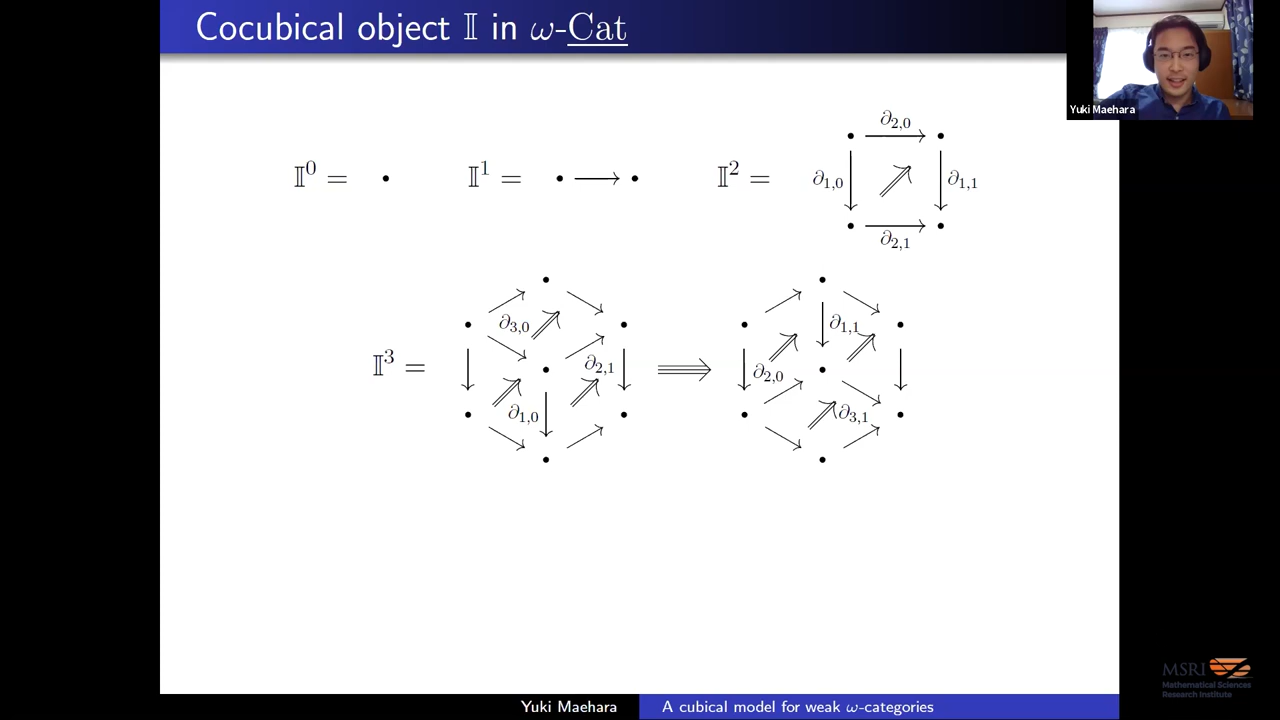 Cocubical object 𝕀 in ω-Cat
Yuki Maehara
𝕀⁰ = •
𝕀¹ = • ⟶ •
𝕀² =
∂₂,₀
∂₁,₀ ∂₁,₁
∂₂,₁
𝕀³ =
∂₃,₀ ∂₁,₁
∂₂,₁ ∂₂,₀
∂₁,₀ ∂₃,₁
MSRI
Mathematical Sciences
Research Institute
Yuki Maehara A cubical model for weak ω-categories